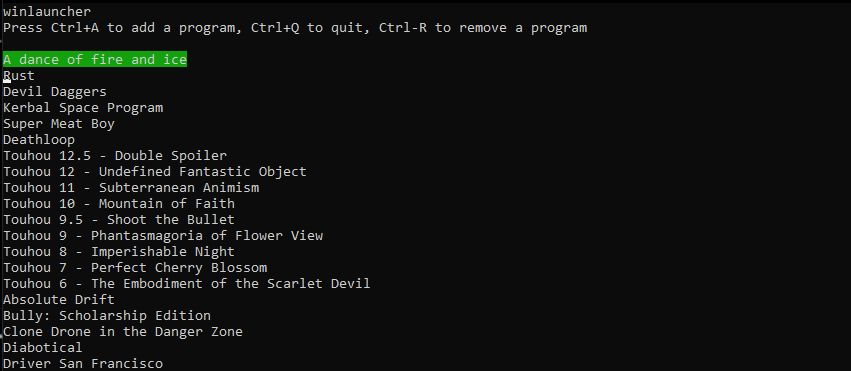 winlauncher
Press Ctrl+A to add a program, Ctrl+Q to quit, Ctrl-R to remove a program
A dance of fire and ice
Rust
Devil Daggers
Kerbal Space Program
Super Meat Boy
Deathloop
Touhou 12.5 - Double Spoiler
Touhou 12 - Undefined Fantastic Object
Touhou 11 - Subterranean Animism
Touhou 10 - Mountain of Faith
Touhou 9.5 - Shoot the Bullet
Touhou 9 - Phantasmagoria of Flower View
Touhou 8 - Imperishable Night
Touhou 7 - Perfect Cherry Blossom
Touhou 6 - The Embodiment of the Scarlet Devil
Absolute Drift
Bully: Scholarship Edition
Clone Drone in the Danger Zone
Diabotical
Driver San Francisco